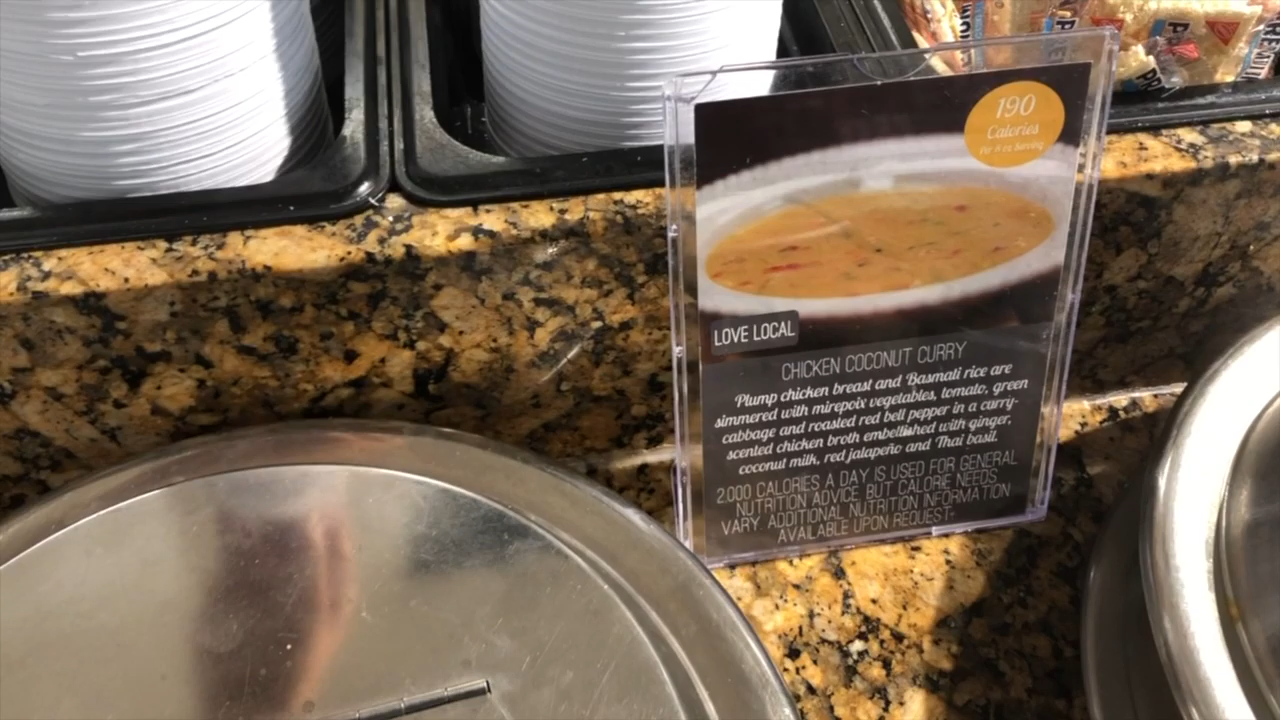 190
Calories
Per 8 oz Serving
LOVE LOCAL
CHICKEN COCONUT CURRY
Plump chicken breast and Basmati rice are
simmered with mirepoix vegetables, tomato, green
cabbage and roasted red bell pepper in a curry-
scented chicken broth embellished with ginger,
coconut milk, red jalapeño and Thai basil.
2,000 CALORIES A DAY IS USED FOR GENERAL
NUTRITION ADVICE, BUT CALORIE NEEDS
VARY. ADDITIONAL NUTRITION INFORMATION
AVAILABLE UPON REQUEST.